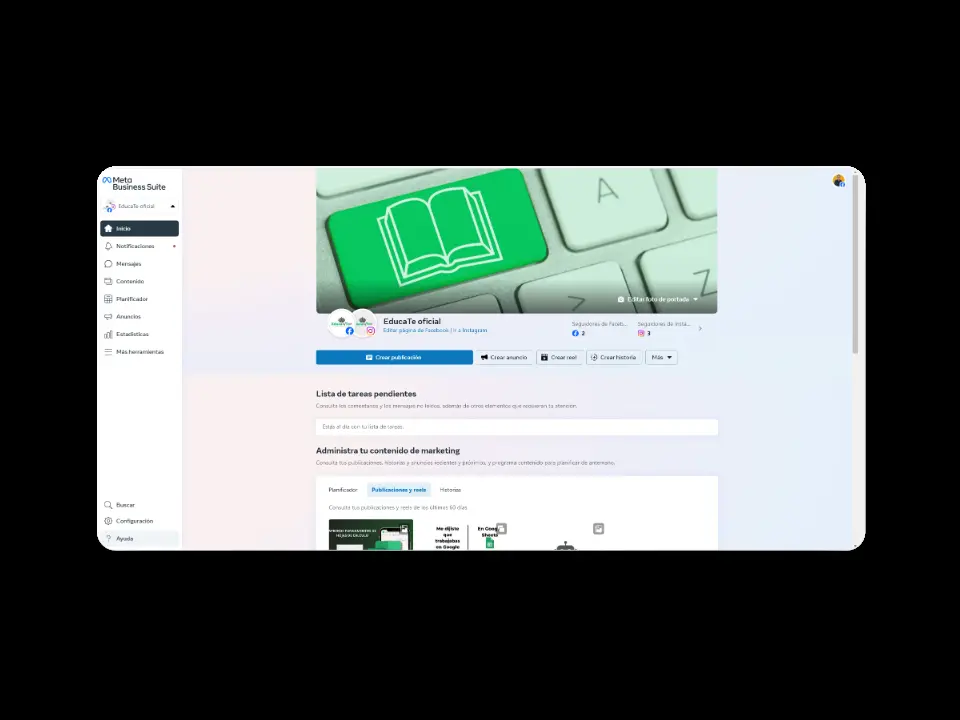 Meta
Business Suite
EducaTe oficial
Inicio
Notificaciones
Mensajes
Contenido
Planificador
Anuncios
Estadísticas
Más herramientas
Buscar
Configuración
Ayuda
A
Z
Editar foto de portada
EducaTe oficial
Editar página de Facebook | Ir a Instagram
Seguidores de Faceb...
2
Seguidores de Insta...
3
Crear publicación
Crear anuncio
Crear reel
Crear historia
Más
Lista de tareas pendientes
Consulta los comentarios y los mensajes no leídos, además de otros elementos que requieren tu atención.
Estás al día con tu lista de tareas.
Administra tu contenido de marketing
Consulta tus publicaciones, historias y anuncios recientes y próximos, y programa contenido para planificar de antemano.
Planificador
Publicaciones y reels
Historias
Consulta tus publicaciones y reels de los últimos 60 días.
Me dijiste
que
trabajabas
en Google
En Goog
Sheets